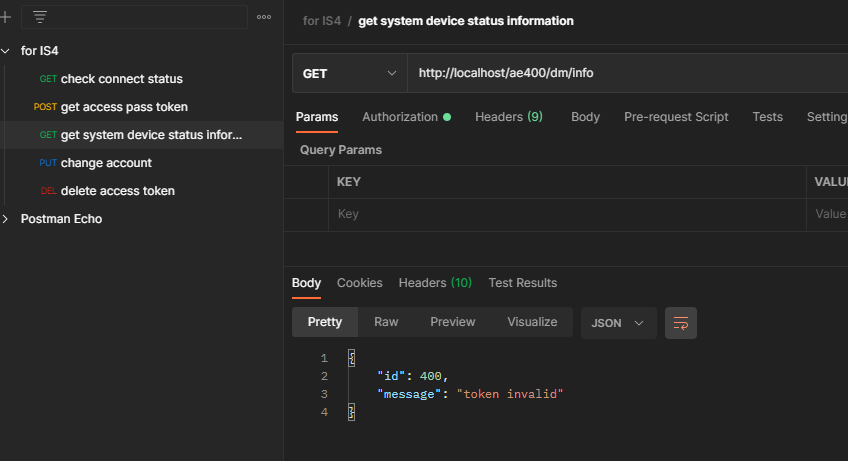 for IS4
GET check connect status
POST get access pass token
GET get system device status infor...
PUT change account
DEL delete access token
Postman Echo
for IS4 / get system device status information
GET http://localhost/ae400/dm/info
Params Authorization Headers (9) Body Pre-request Script Tests Setting
Query Params
KEY VALU
Key Value
Body Cookies Headers (10) Test Results
Pretty Raw Preview Visualize JSON
1 {
2 "id": 400,
3 "message": "token invalid"
4 }